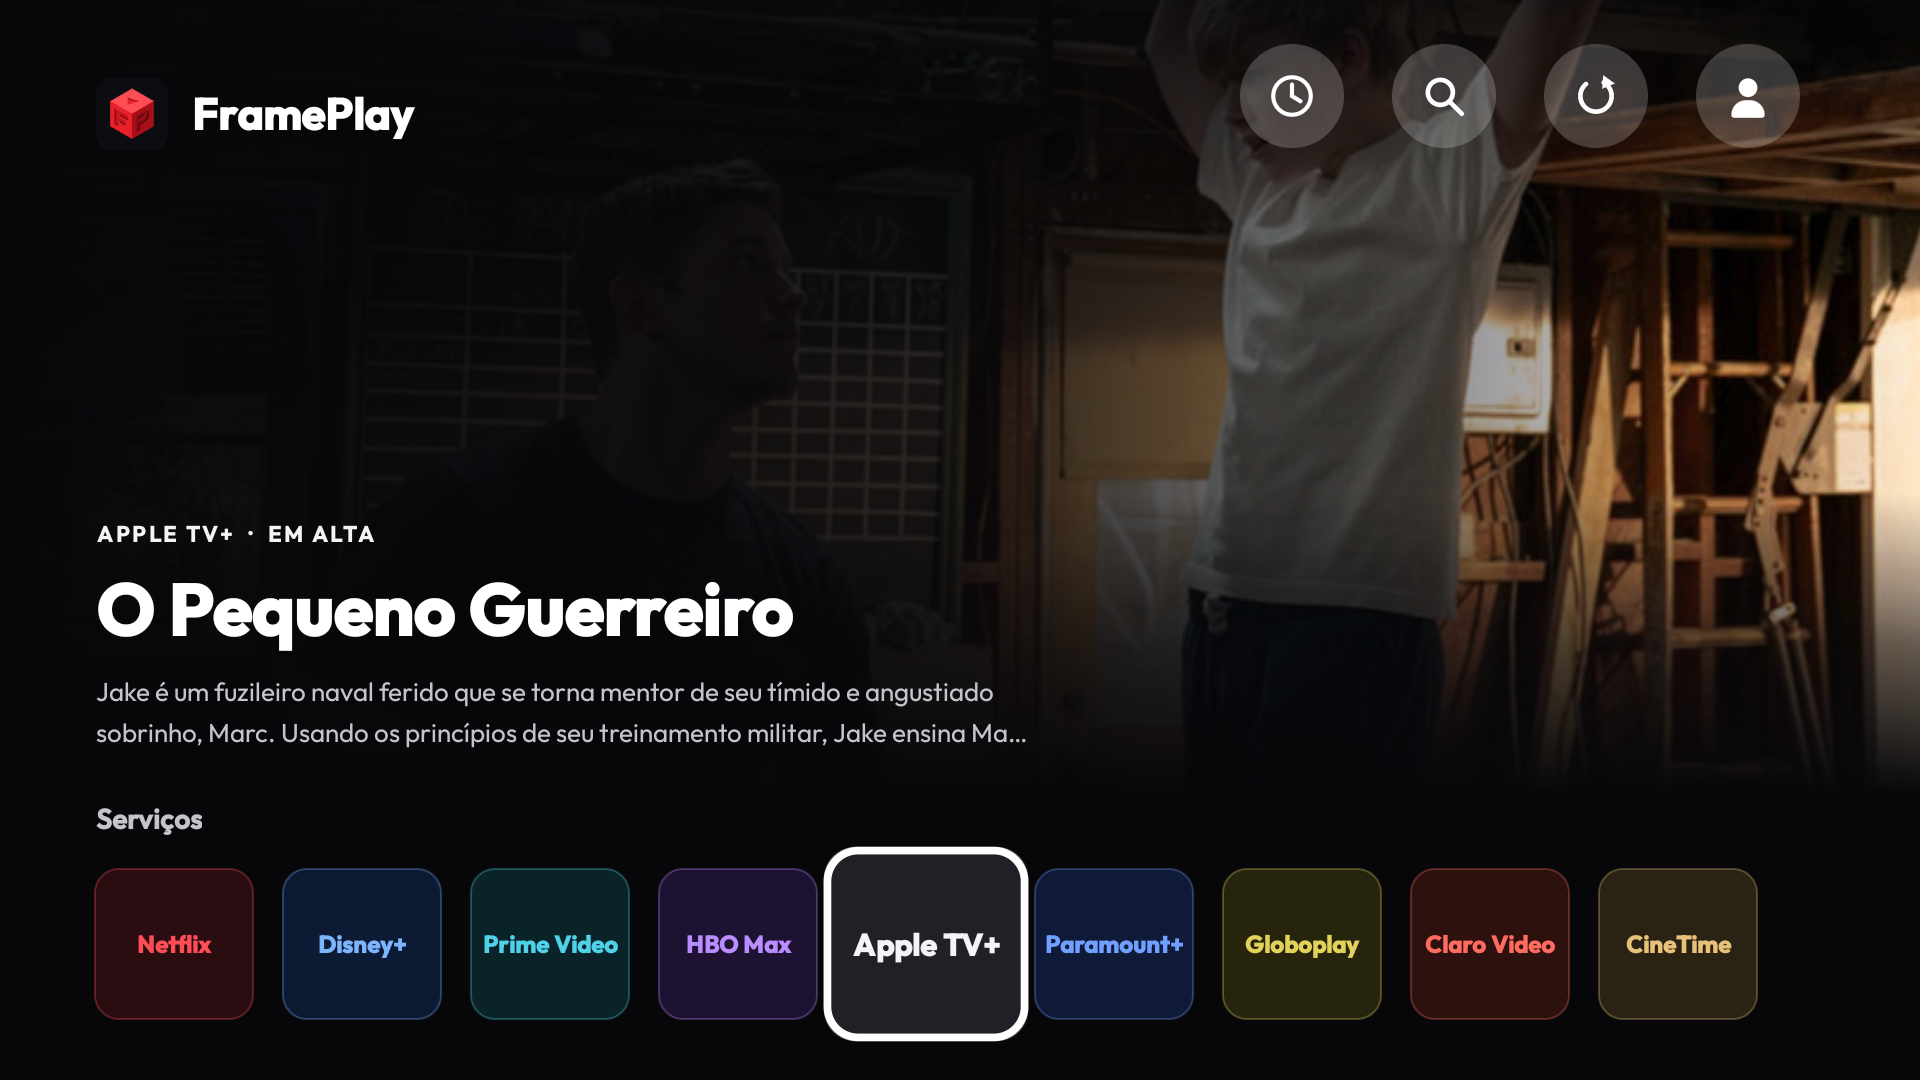 FramePlay
APPLE TV+ · EM ALTA
O Pequeno Guerreiro
Jake é um fuzileiro naval ferido que se torna mentor de seu tímido e angustiado
sobrinho, Marc. Usando os princípios de seu treinamento militar, Jake ensina Ma...
Serviços
Netflix
Disney+
Prime Video
HBO Max
Apple TV+
Paramount+
Globoplay
Claro Video
CineTime